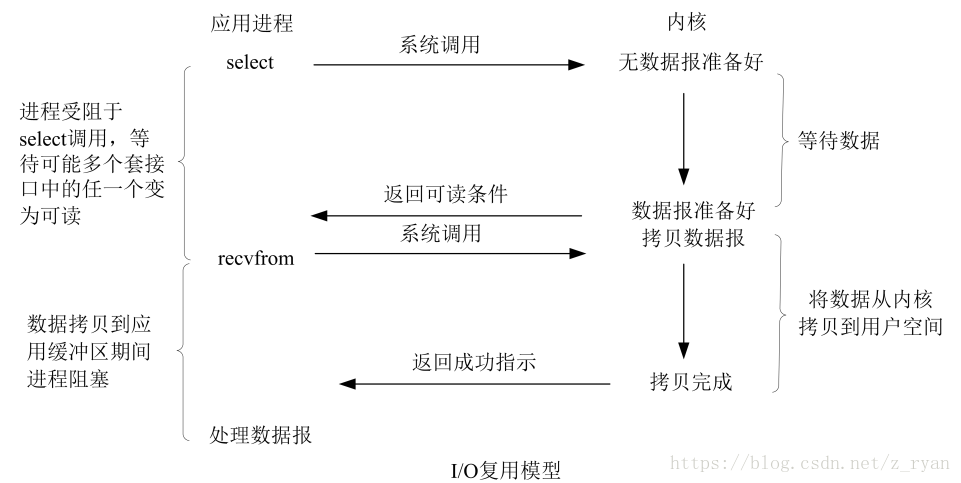 应用进程
内核
select
系统调用
无数据报准备好
进程受阻于
select调用，等
待可能多个套接
口中的任一个变
为可读
等待数据
返回可读条件
数据报准备好
系统调用
拷贝数据报
recvfrom
将数据从内核
拷贝到用户空间
数据拷贝到应
用缓冲区期间
进程阻塞
返回成功指示
拷贝完成
处理数据报
I/O复用模型
https://blog.csdn.net/z_ryan